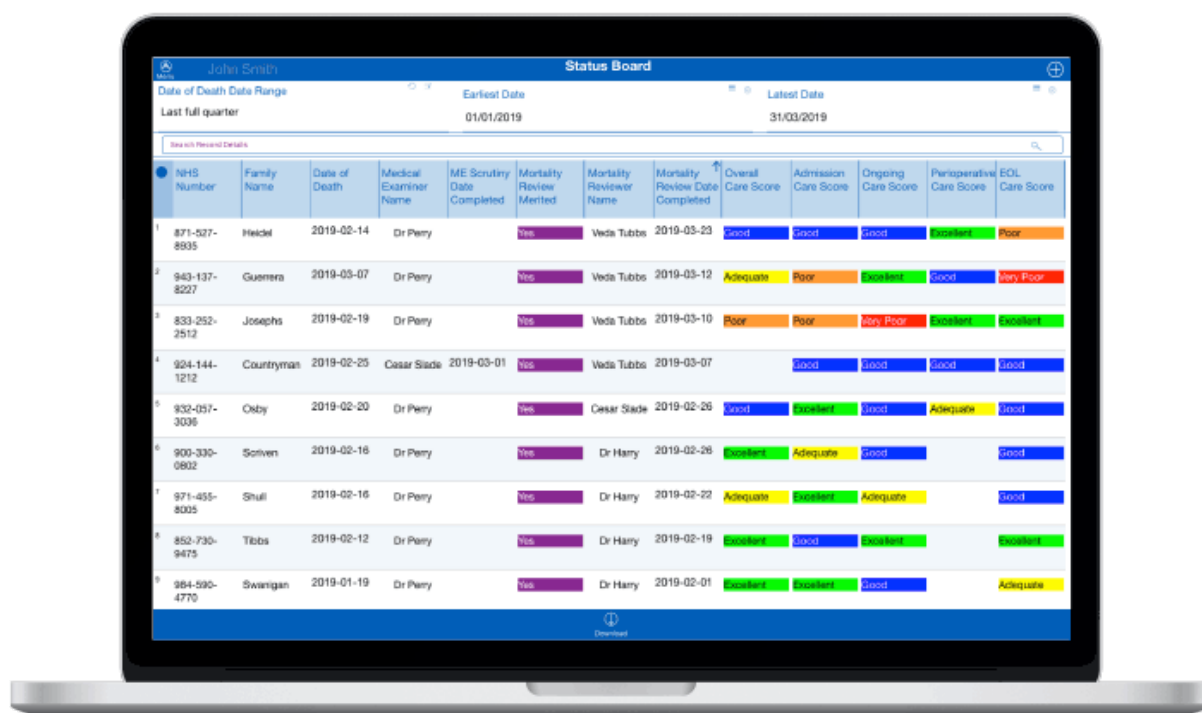 John Smith Status Board
Menu
Date of Death Date Range Earliest Date Latest Date
Last full quarter 01/01/2019 31/03/2019
Search Record Details
NHS Family Date of Medical ME Scrutiny Mortality Mortality Mortality Overall Admission Ongoing Perioperative EOL
Number Name Death Examiner Date Review Reviewer Review Date Care Score Care Score Care Score Care Score Care Score
Name Completed Merited Name Completed
1 871-527- Heidel 2019-02-14 Dr Perry Yes Veda Tubbs 2019-03-23 Good Good Good Excellent Poor
8935
2 943-137- Guerrera 2019-03-07 Dr Perry Yes Veda Tubbs 2019-03-12 Adequate Poor Excellent Good Very Poor
8227
3 833-252- Josephs 2019-02-19 Dr Perry Yes Veda Tubbs 2019-03-10 Poor Poor Very Poor Excellent Excellent
2512
4 924-144- Countryman 2019-02-25 Cesar Slade 2019-03-01 Yes Veda Tubbs 2019-03-07 Good Good Good Good
1212
5 932-057- Osby 2019-02-20 Dr Perry Yes Cesar Slade 2019-02-26 Good Excellent Good Adequate Good
3036
6 900-330- Scriven 2019-02-16 Dr Perry Yes Dr Harry 2019-02-26 Excellent Adequate Good Good
0802
7 971-455- Shull 2019-02-16 Dr Perry Yes Dr Harry 2019-02-22 Adequate Excellent Adequate Good
8005
8 852-730- Tibbs 2019-02-12 Dr Perry Yes Dr Harry 2019-02-19 Excellent Good Excellent Excellent
9475
9 984-590- Swanigan 2019-01-19 Dr Perry Yes Dr Harry 2019-02-01 Excellent Excellent Good Adequate
4770
Download